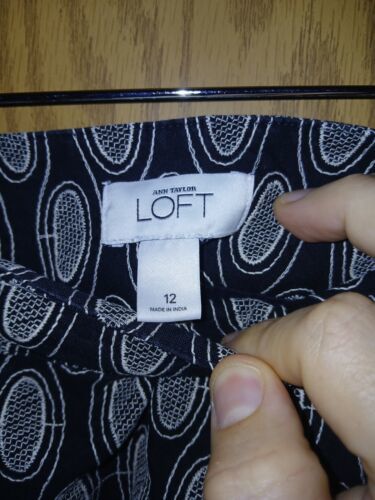 ANN TAYLOR
LOFT
12
MADE IN INDIA